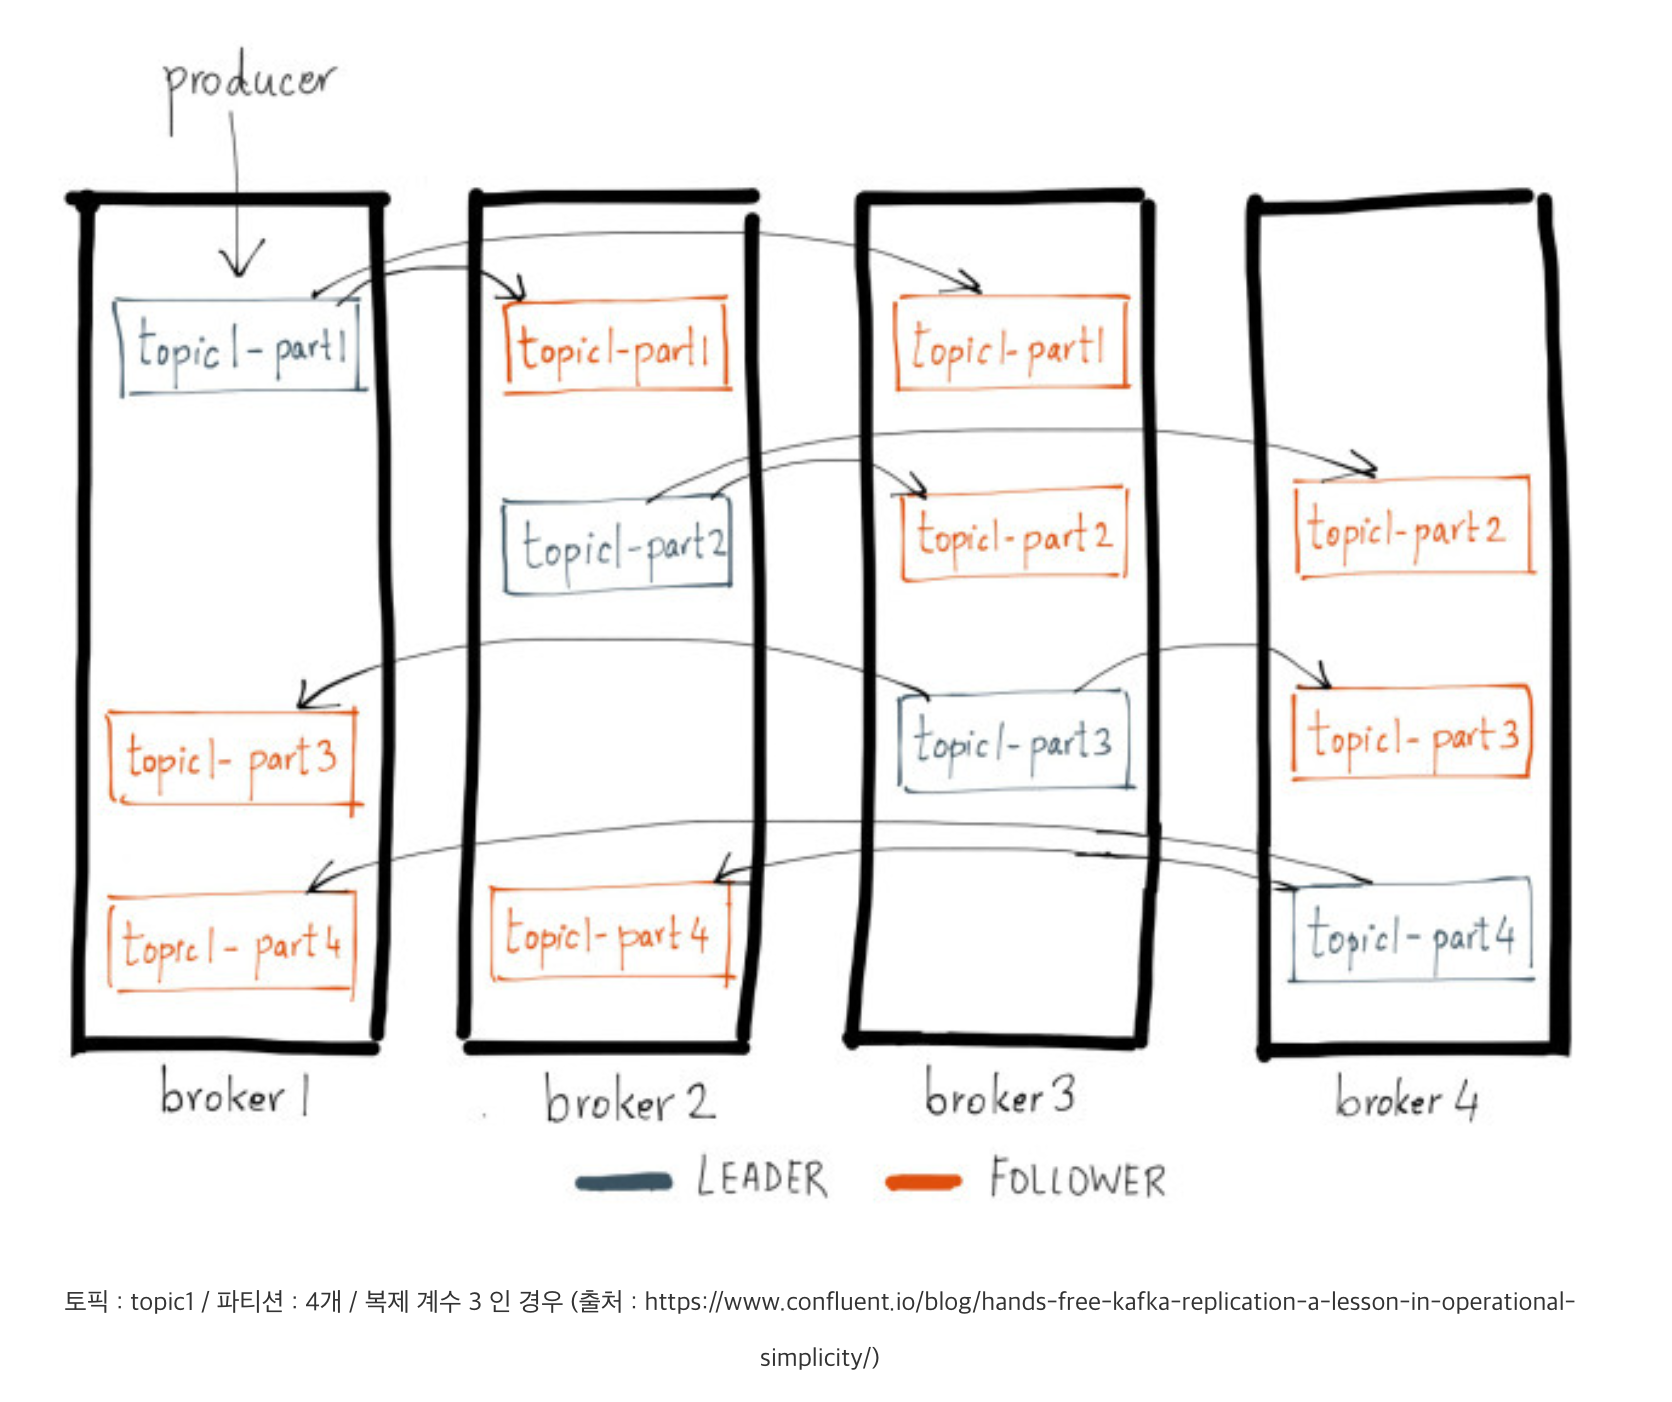 producer
topic1-part1
topic1-part1
topic1-part1
topic1-part2
topic1-part2
topic1-part2
topic1-part3
topic1-part3
topic1-part3
topic1-part4
topic1-part4
topic1-part4
broker 1
broker 2
broker 3
broker 4
LEADER
FOLLOWER
토픽 : topic1 / 파티션 : 4개 / 복제 계수 3 인 경우 (출처 : https://www.confluent.io/blog/hands-free-kafka-replication-a-lesson-in-operational-
simplicity/)